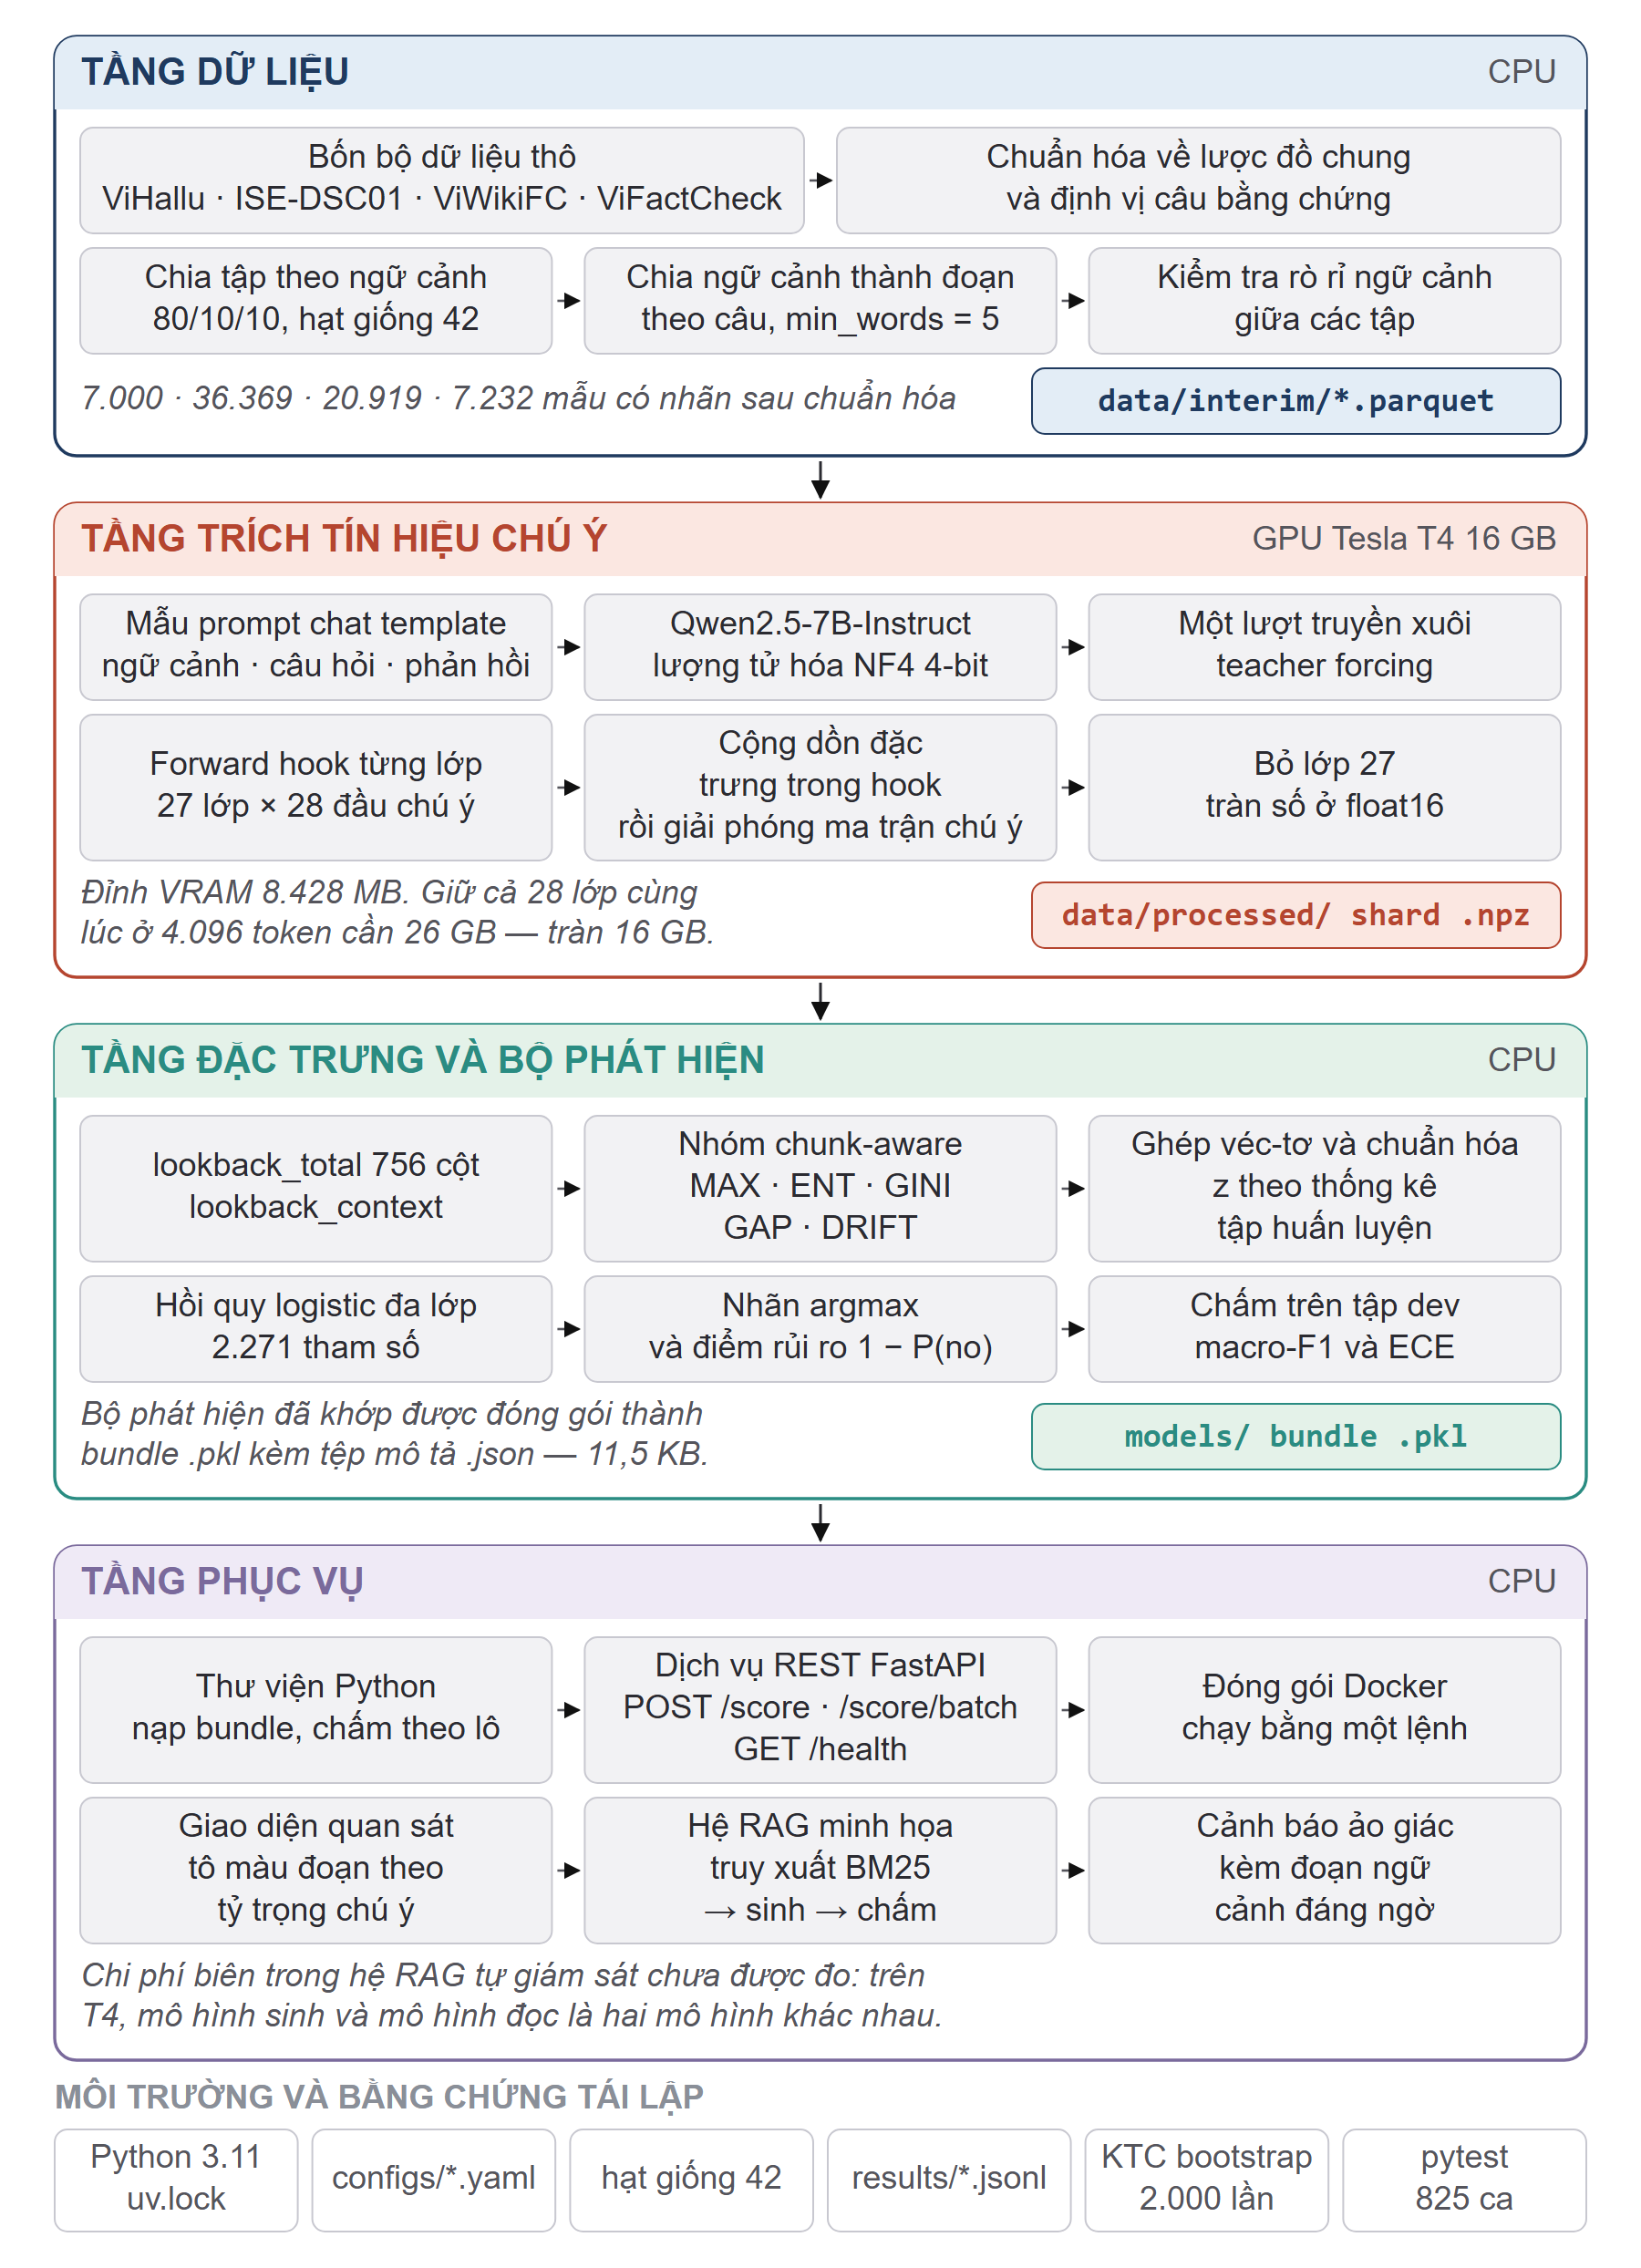 TẦNG DỮ LIỆU
CPU
Bốn bộ dữ liệu thô
ViHallu · ISE-DSC01 · ViWikiFC · ViFactCheck
Chuẩn hóa về lược đồ chung
và định vị câu bằng chứng
Chia tập theo ngữ cảnh
80/10/10, hạt giống 42
Chia ngữ cảnh thành đoạn
theo câu, min_words = 5
Kiểm tra rò rỉ ngữ cảnh
giữa các tập
7.000 · 36.369 · 20.919 · 7.232 mẫu có nhãn sau chuẩn hóa
data/interim/*.parquet
TẦNG TRÍCH TÍN HIỆU CHÚ Ý
GPU Tesla T4 16 GB
Mẫu prompt chat template
ngữ cảnh · câu hỏi · phản hồi
Qwen2.5-7B-Instruct
lượng tử hóa NF4 4-bit
Một lượt truyền xuôi
teacher forcing
Forward hook từng lớp
27 lớp × 28 đầu chú ý
Cộng dồn đặc
trưng trong hook
rồi giải phóng ma trận chú ý
Bỏ lớp 27
tràn số ở float16
Đỉnh VRAM 8.428 MB. Giữ cả 28 lớp cùng
lúc ở 4.096 token cần 26 GB — tràn 16 GB.
data/processed/ shard .npz
TẦNG ĐẶC TRƯNG VÀ BỘ PHÁT HIỆN
CPU
lookback_total 756 cột
lookback_context
Nhóm chunk-aware
MAX · ENT · GINI
GAP · DRIFT
Ghép véc-tơ và chuẩn hóa
z theo thống kê
tập huấn luyện
Hồi quy logistic đa lớp
2.271 tham số
Nhãn argmax
và điểm rủi ro 1 − P(no)
Chấm trên tập dev
macro-F1 và ECE
Bộ phát hiện đã khớp được đóng gói thành
bundle .pkl kèm tệp mô tả .json — 11,5 KB.
models/ bundle .pkl
TẦNG PHỤC VỤ
CPU
Thư viện Python
nạp bundle, chấm theo lô
Dịch vụ REST FastAPI
POST /score · /score/batch
GET /health
Đóng gói Docker
chạy bằng một lệnh
Giao diện quan sát
tô màu đoạn theo
tỷ trọng chú ý
Hệ RAG minh họa
truy xuất BM25
→ sinh → chấm
Cảnh báo ảo giác
kèm đoạn ngữ
cảnh đáng ngờ
Chi phí biên trong hệ RAG tự giám sát chưa được đo: trên
T4, mô hình sinh và mô hình đọc là hai mô hình khác nhau.
MÔI TRƯỜNG VÀ BẰNG CHỨNG TÁI LẬP
Python 3.11
uv.lock
configs/*.yaml
hạt giống 42
results/*.jsonl
KTC bootstrap
2.000 lần
pytest
825 ca